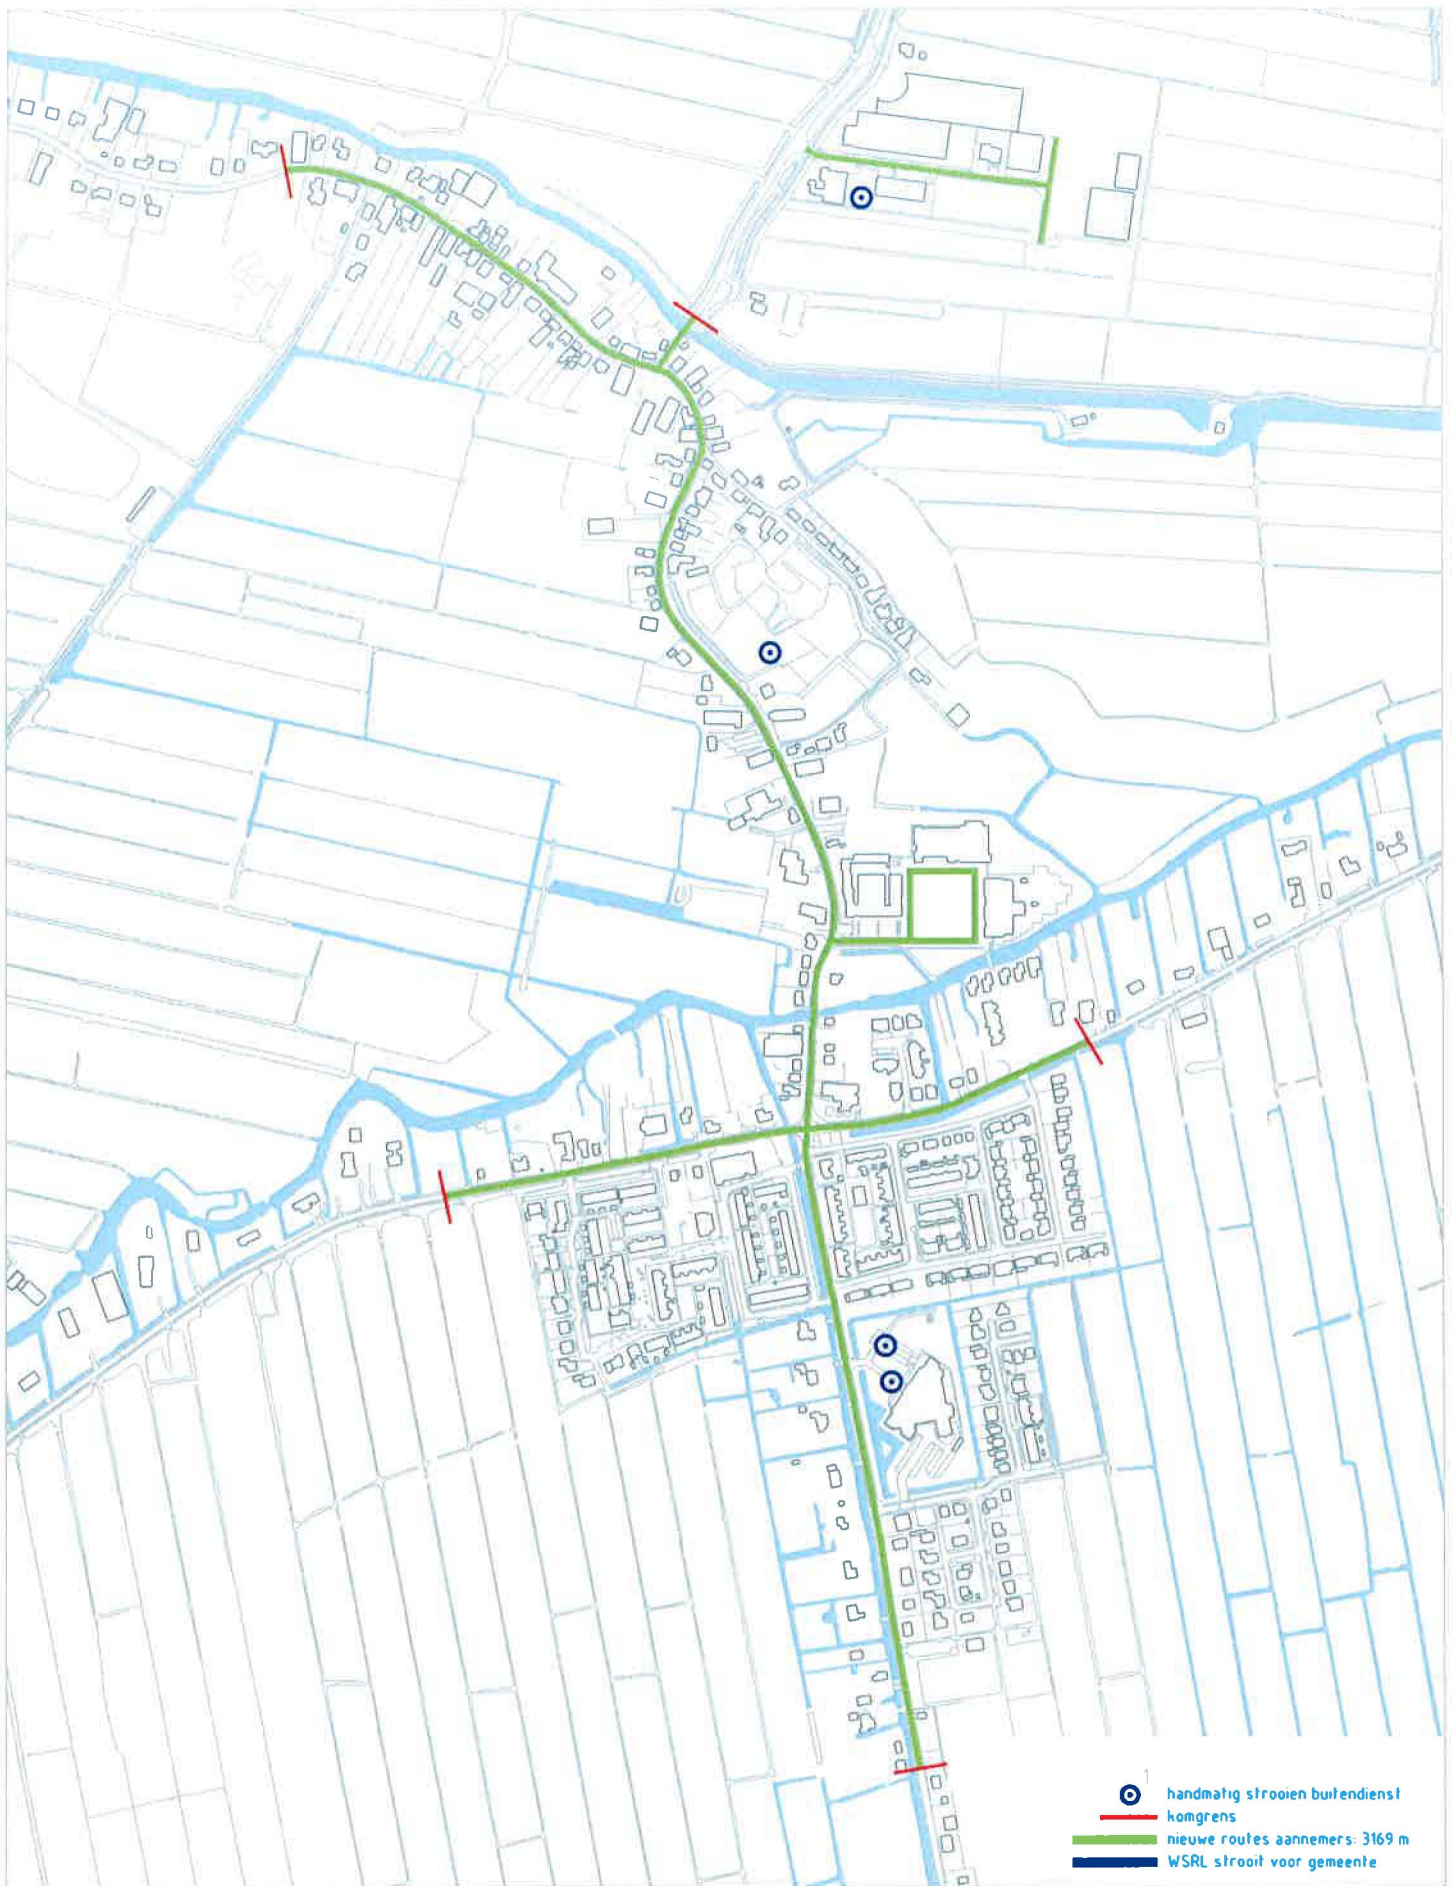 handmatig strooien buitendienst
komgrens
nieuwe routes aannemers: 3169 m
WSRL strooit voor gemeente